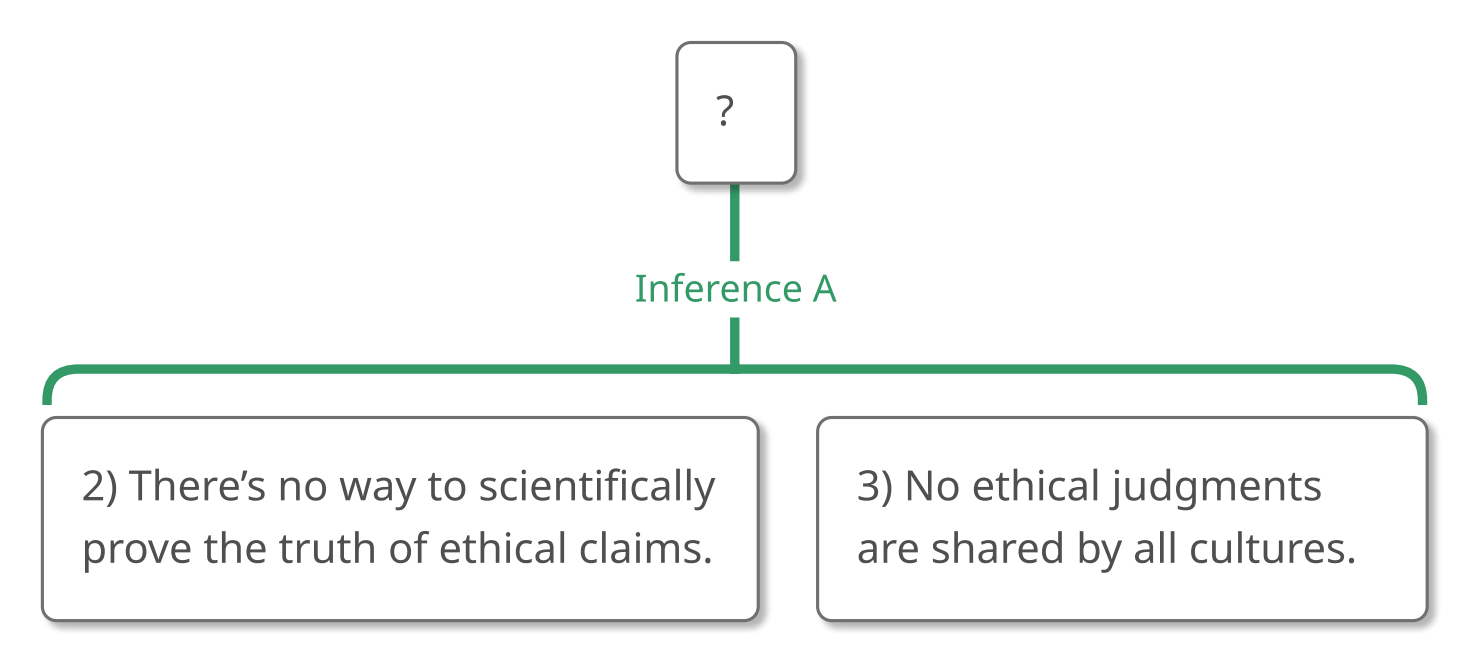 ?
Inference A
2) There’s no way to scientifically
prove the truth of ethical claims.
3) No ethical judgments
are shared by all cultures.